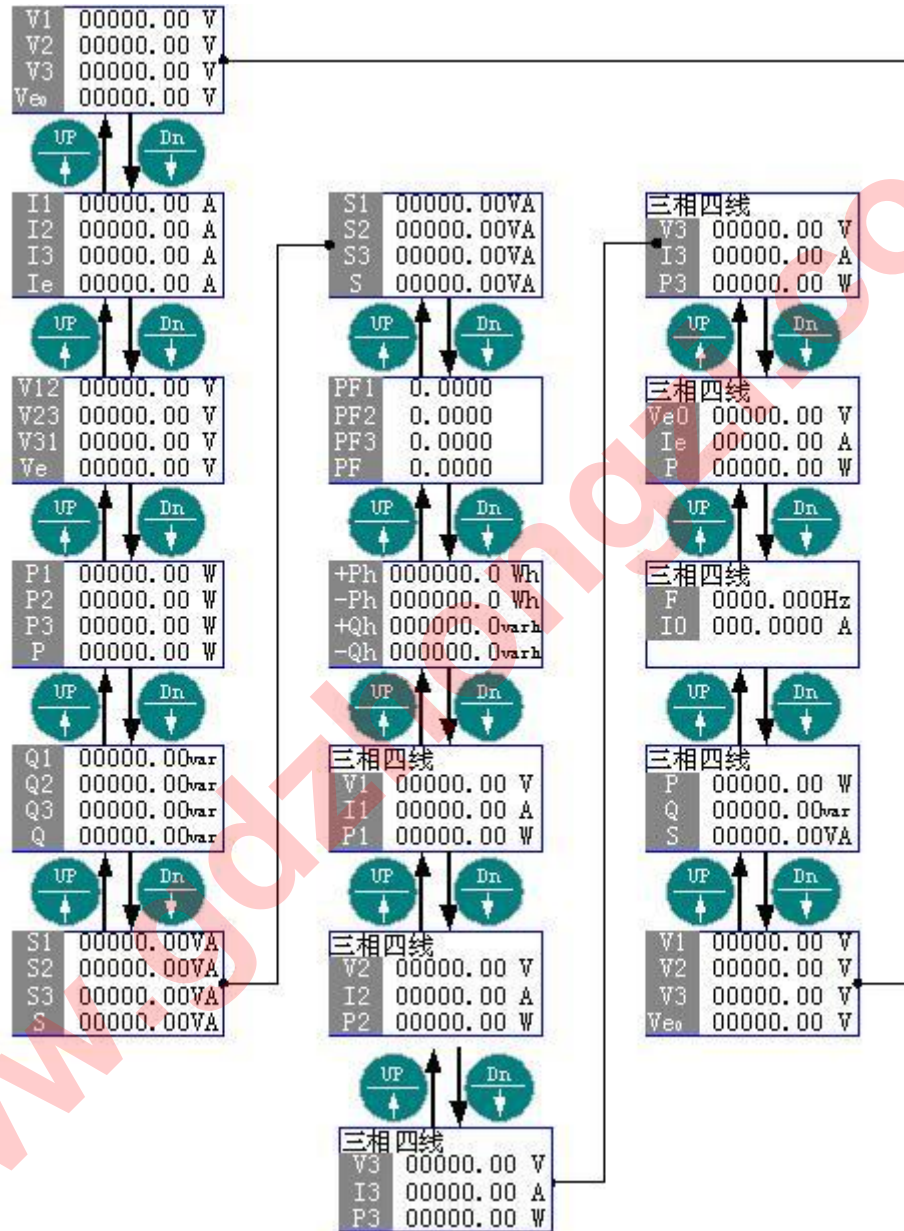 V1 00000.00 V
V2 00000.00 V
V3 00000.00 V
Ve0 00000.00 V
UP Dn
I1 00000.00 A
I2 00000.00 A
I3 00000.00 A
Ie 00000.00 A
UP Dn
V12 00000.00 V
V23 00000.00 V
V31 00000.00 V
Ve 00000.00 V
UP Dn
P1 00000.00 W
P2 00000.00 W
P3 00000.00 W
P 00000.00 W
UP Dn
Q1 00000.00var
Q2 00000.00var
Q3 00000.00var
Q 00000.00var
UP Dn
S1 00000.00VA
S2 00000.00VA
S3 00000.00VA
S 00000.00VA
S1 00000.00VA
S2 00000.00VA
S3 00000.00VA
S 00000.00VA
UP Dn
PF1 0.0000
PF2 0.0000
PF3 0.0000
PF 0.0000
UP Dn
+Ph 000000.0 Wh
-Ph 000000.0 Wh
+Qh 000000.0varh
-Qh 000000.0varh
UP Dn
三相四线
V1 00000.00 V
I1 00000.00 A
P1 00000.00 W
UP Dn
三相四线
V2 00000.00 V
I2 00000.00 A
P2 00000.00 W
UP Dn
三相四线
V3 00000.00 V
I3 00000.00 A
P3 00000.00 W
三相四线
V3 00000.00 V
I3 00000.00 A
P3 00000.00 W
UP Dn
三相四线
Ve0 00000.00 V
Ie 00000.00 A
P 00000.00 W
UP Dn
三相四线
F 0000.000Hz
I0 000.0000 A
UP Dn
三相四线
P 00000.00 W
Q 00000.00var
S 00000.00VA
UP Dn
V1 00000.00 V
V2 00000.00 V
V3 00000.00 V
Ve0 00000.00 V
w.gdzhongzi.co